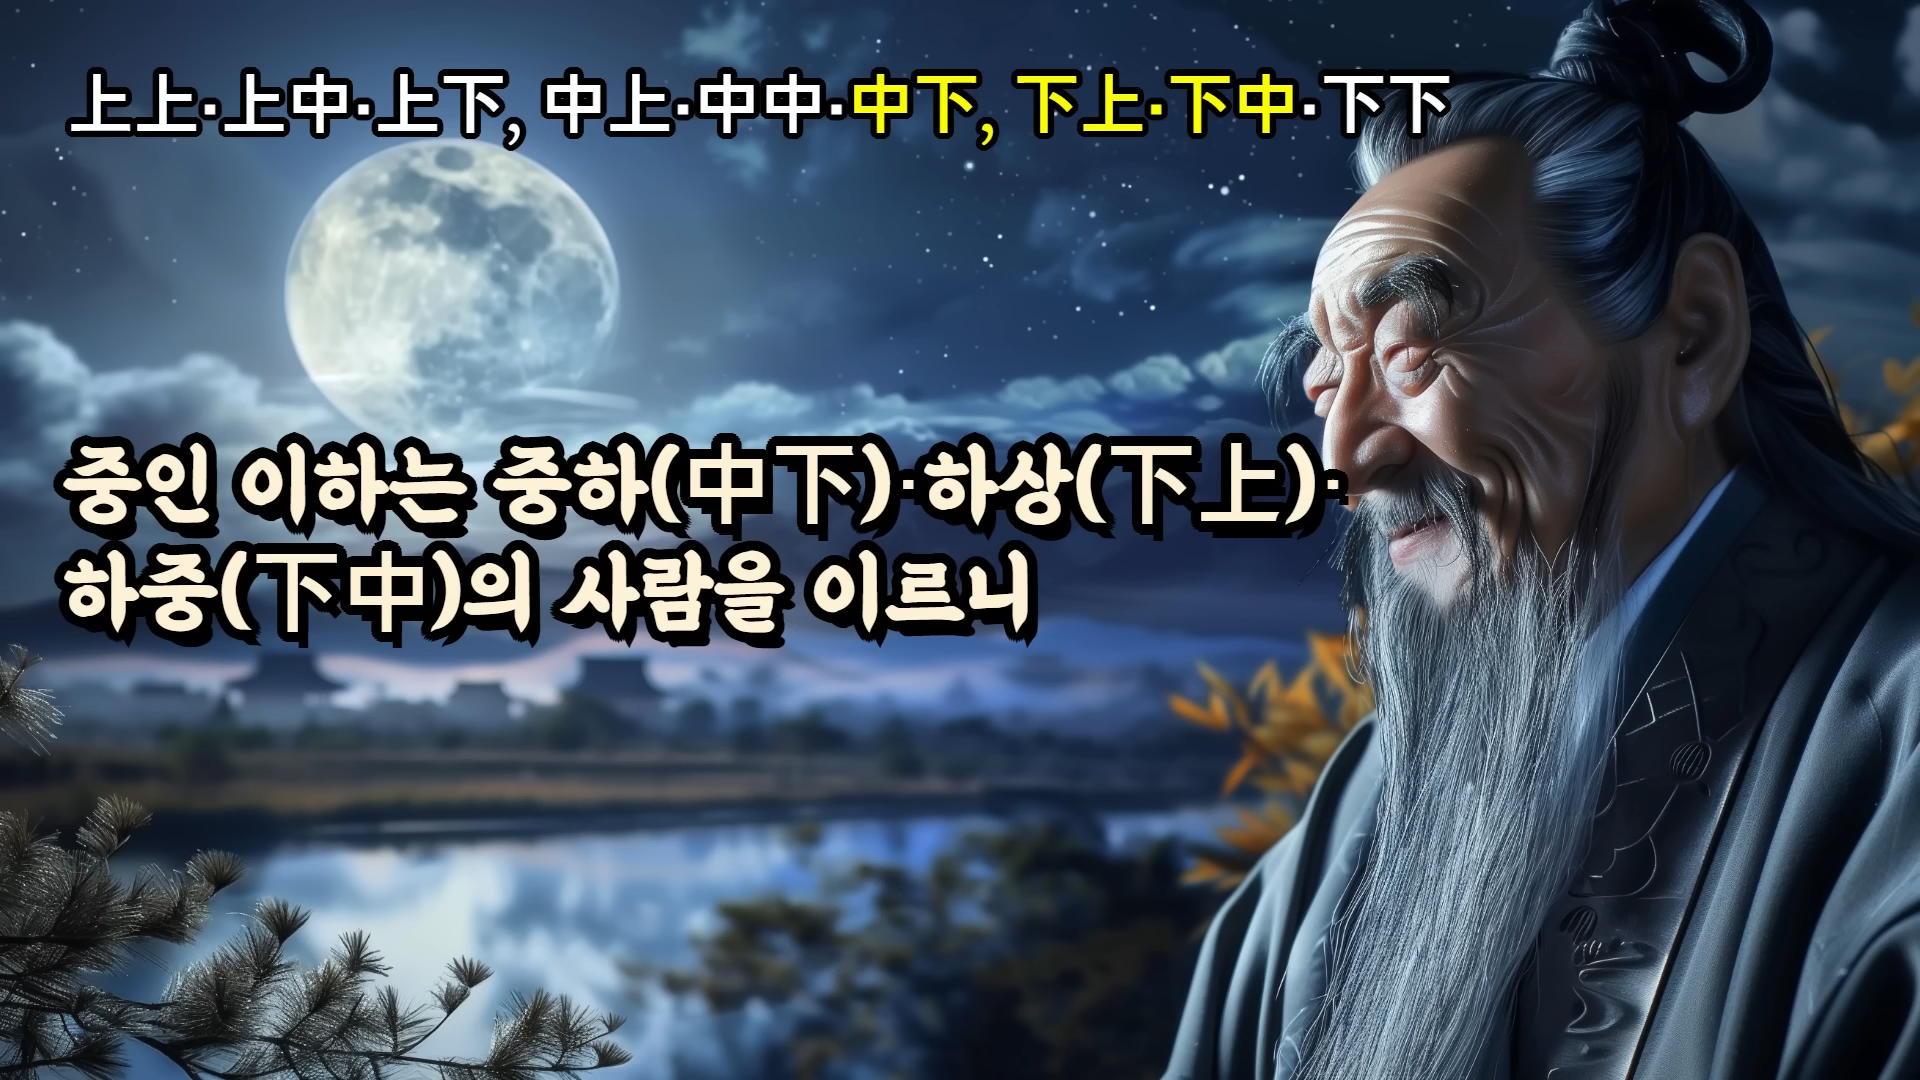 上上·上中·上下, 中上·中中·中下, 下上·下中·下下
중인 이하는 중하(中下)·하상(下上)·
하중(下中)의 사람을 이르니